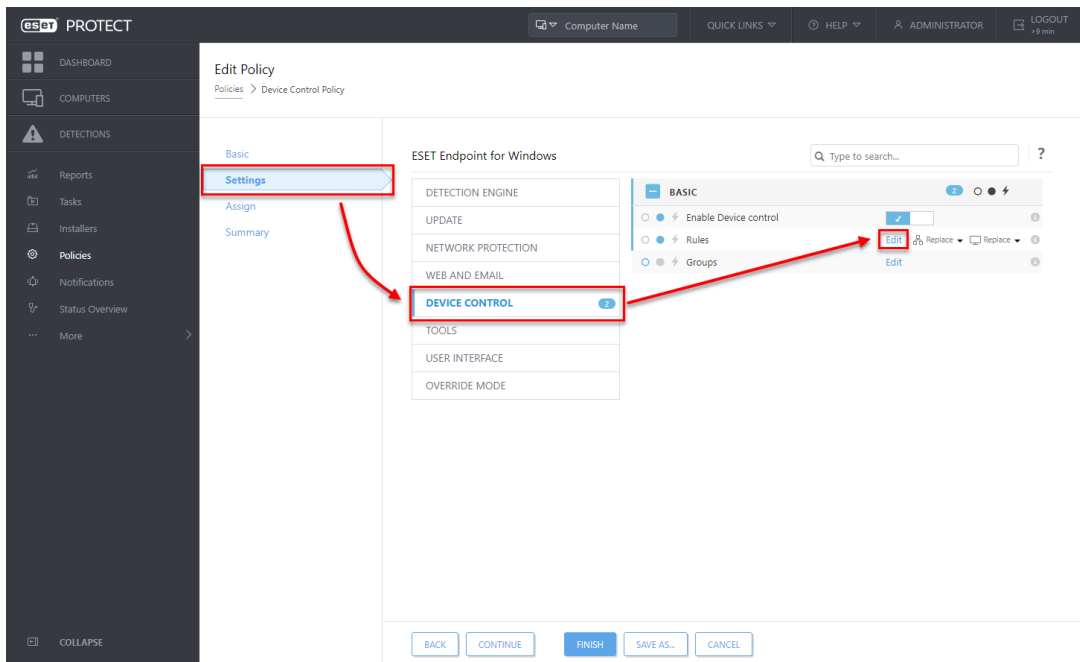 eset PROTECT
Computer Name
QUICK LINKS
HELP
ADMINISTRATOR
LOGOUT
>9 min
DASHBOARD
COMPUTERS
DETECTIONS
Reports
Tasks
Installers
Policies
Notifications
Status Overview
More
COLLAPSE
Edit Policy
Policies > Device Control Policy
Basic
Settings
Assign
Summary
ESET Endpoint for Windows
Type to search...
?
DETECTION ENGINE
UPDATE
NETWORK PROTECTION
WEB AND EMAIL
DEVICE CONTROL 2
TOOLS
USER INTERFACE
OVERRIDE MODE
BASIC 2
Enable Device control
Rules Edit Replace Replace
Groups Edit
BACK CONTINUE FINISH SAVE AS... CANCEL